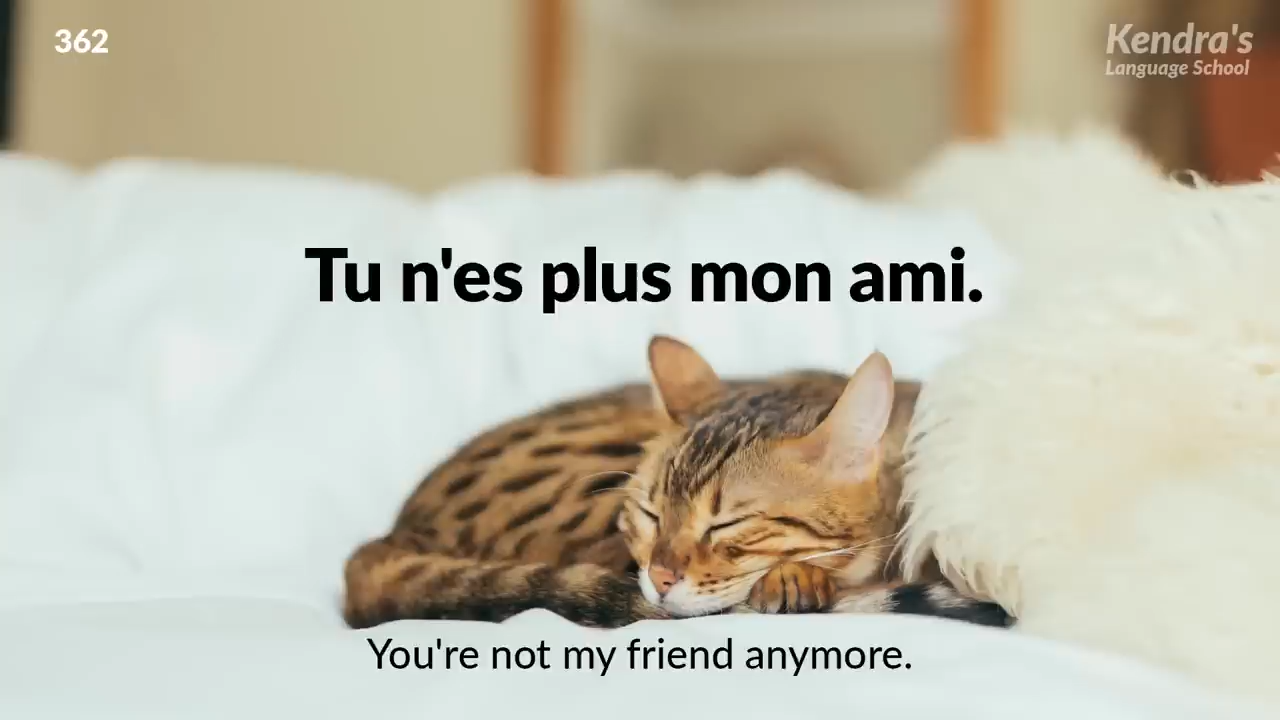 362
Kendra's
Language School
Tu n'es plus mon ami.
You're not my friend anymore.